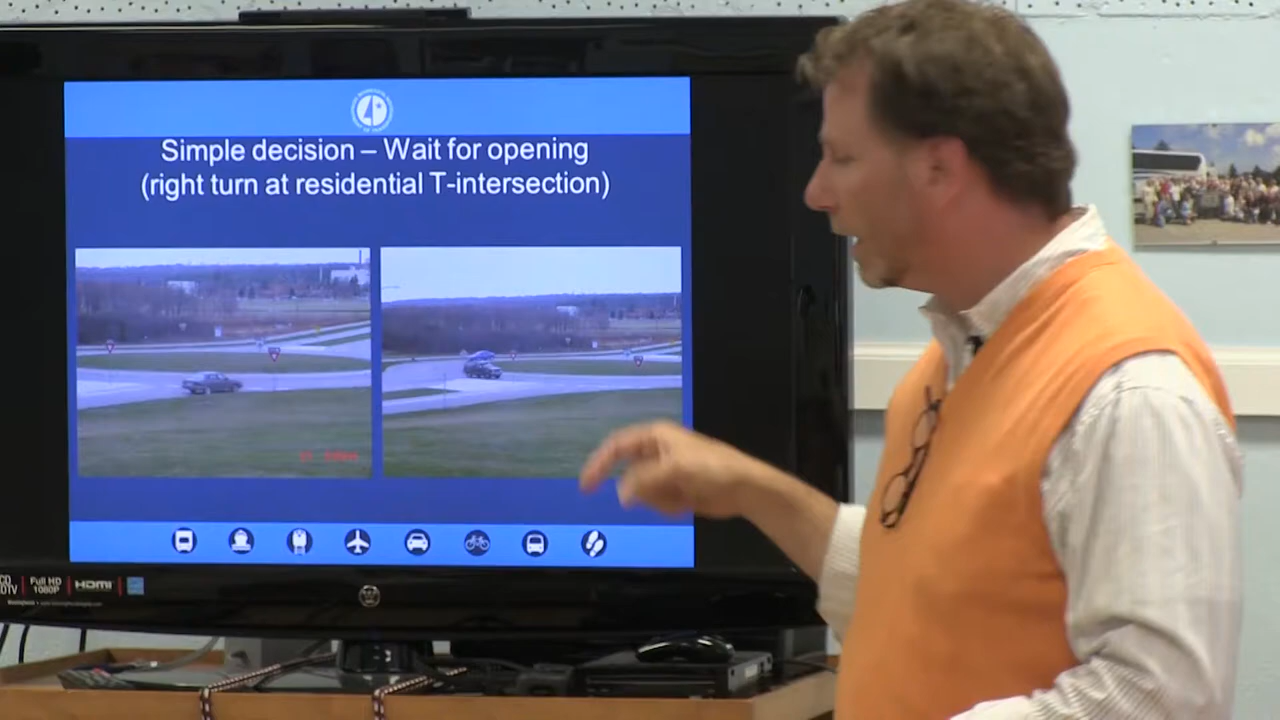 Simple decision – Wait for opening
(right turn at residential T-intersection)
Full HD
1080P
HDMI